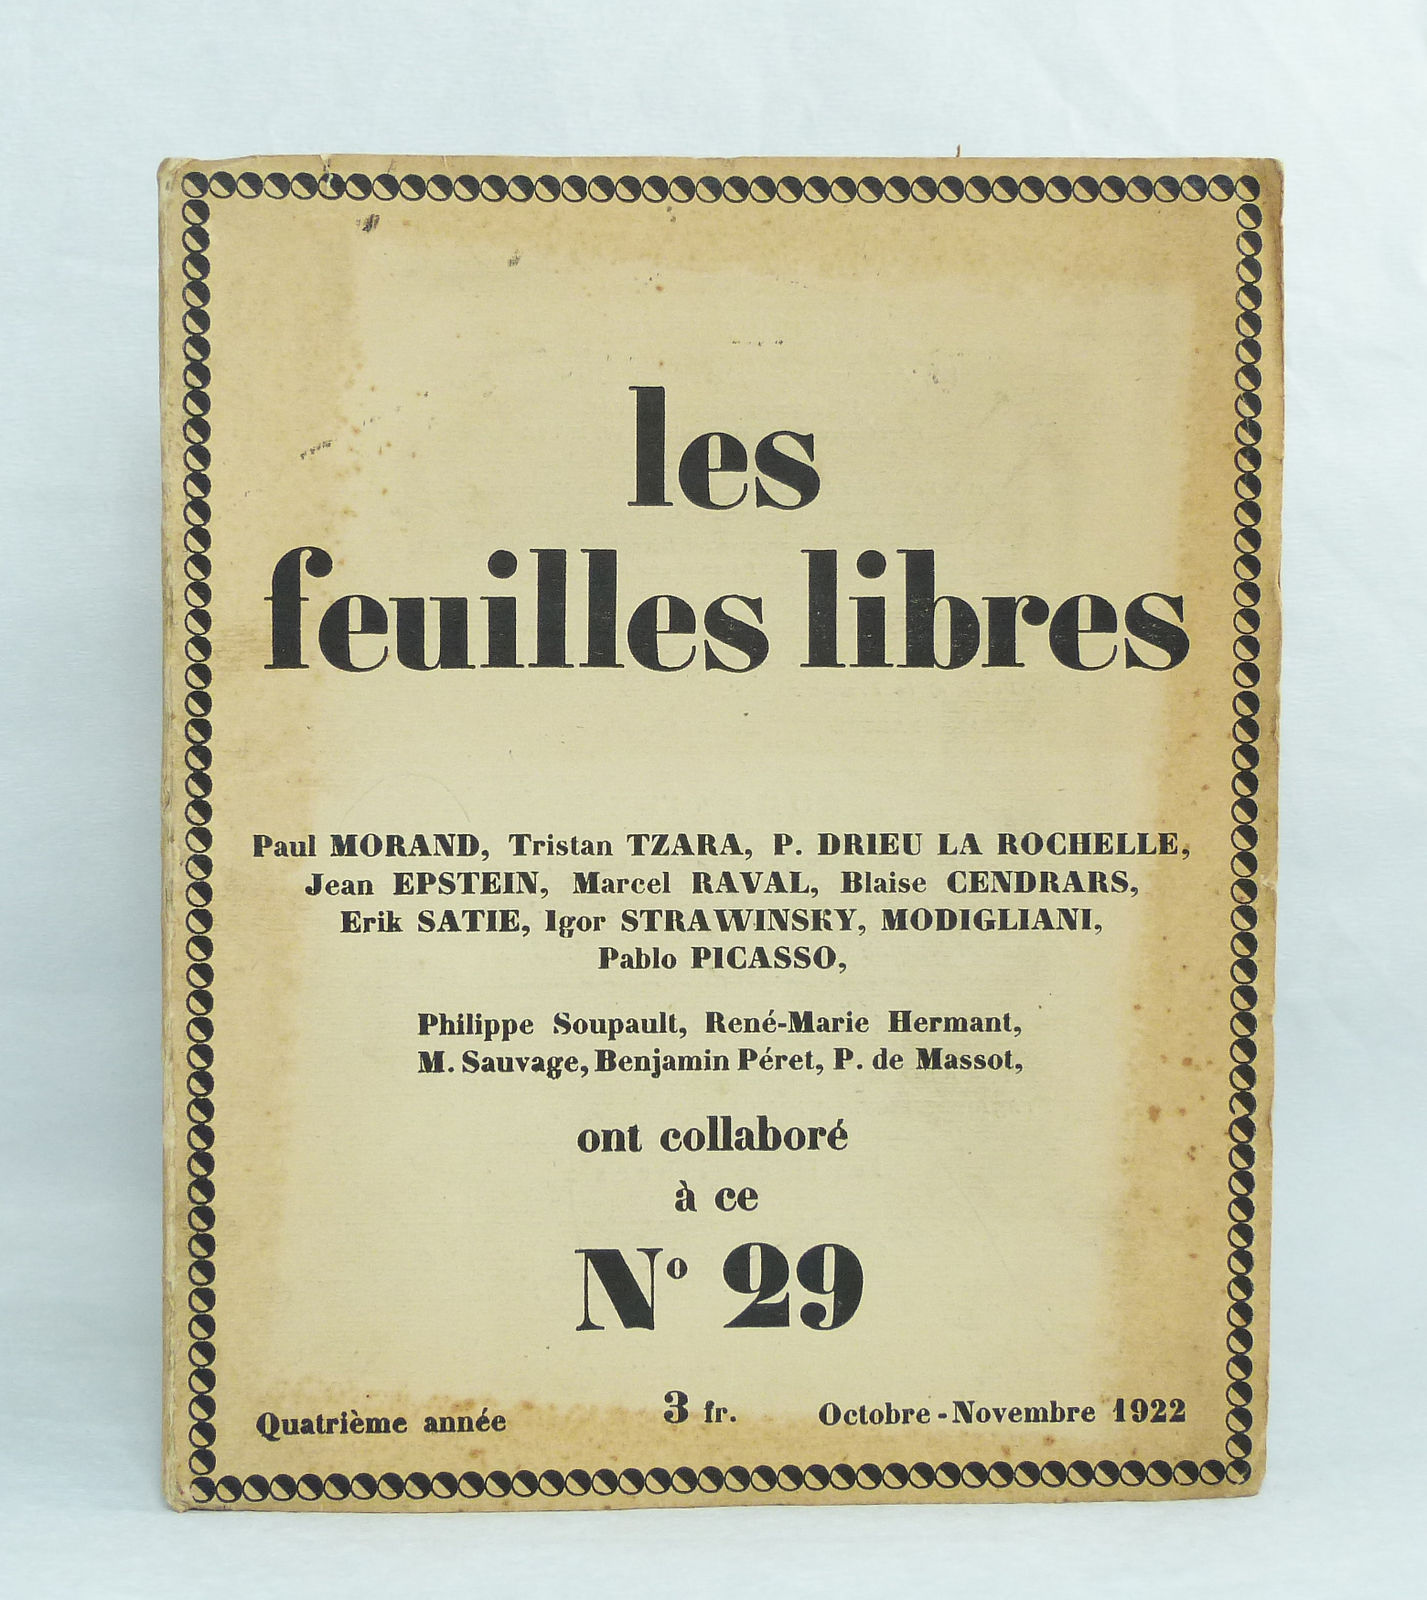 les
feuilles libres
Paul MORAND, Tristan TZARA, P. DRIEU LA ROCHELLE,
Jean EPSTEIN, Marcel RAVAL, Blaise CENDRARS,
Erik SATIE, Igor STRAWINSKY, MODIGLIANI,
Pablo PICASSO,
Philippe Soupault, René-Marie Hermant,
M. Sauvage, Benjamin Péret, P. de Massot,
ont collaboré
à ce
Nº 29
Quatrième année 3 fr. Octobre-Novembre 1922